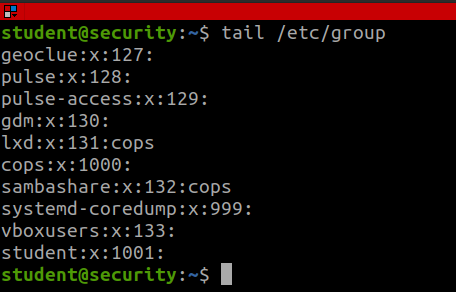 student@security:~$ tail /etc/group
geoclue:x:127:
pulse:x:128:
pulse-access:x:129:
gdm:x:130:
lxd:x:131:cops
cops:x:1000:
sambashare:x:132:cops
systemd-coredump:x:999:
vboxusers:x:133:
student:x:1001:
student@security:~$